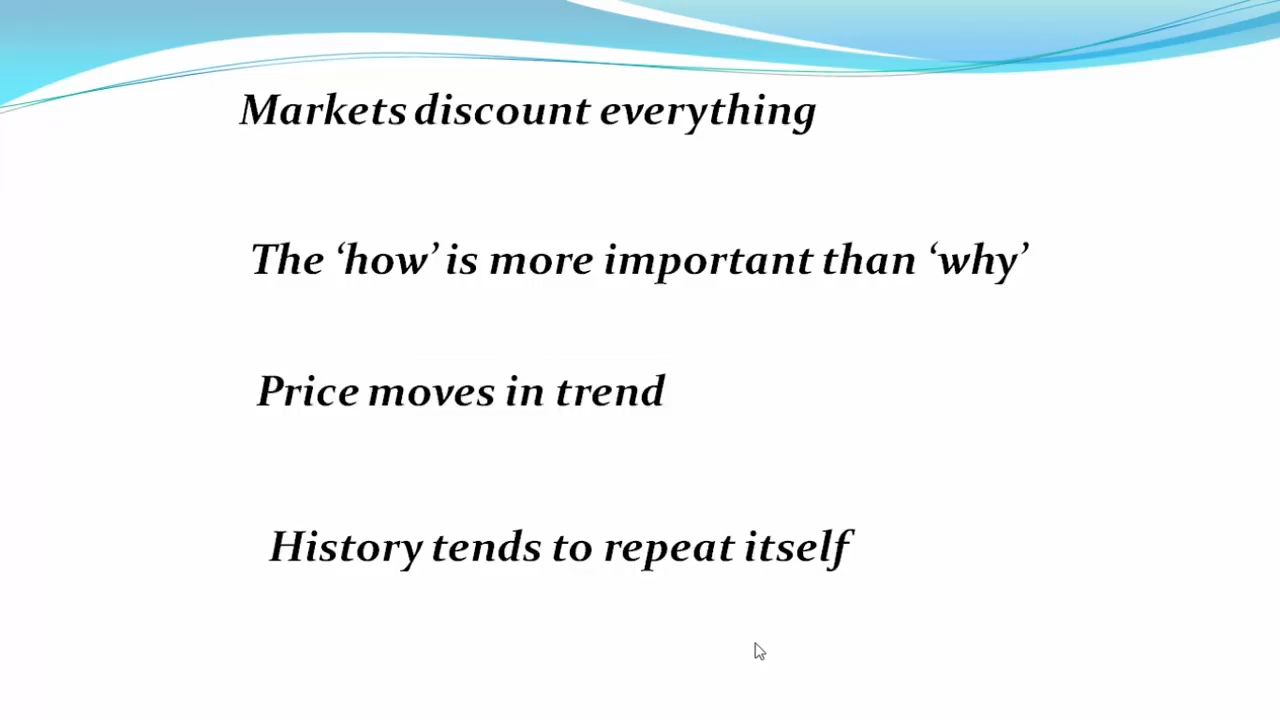 Markets discount everything
The ‘how’ is more important than ‘why’
Price moves in trend
History tends to repeat itself